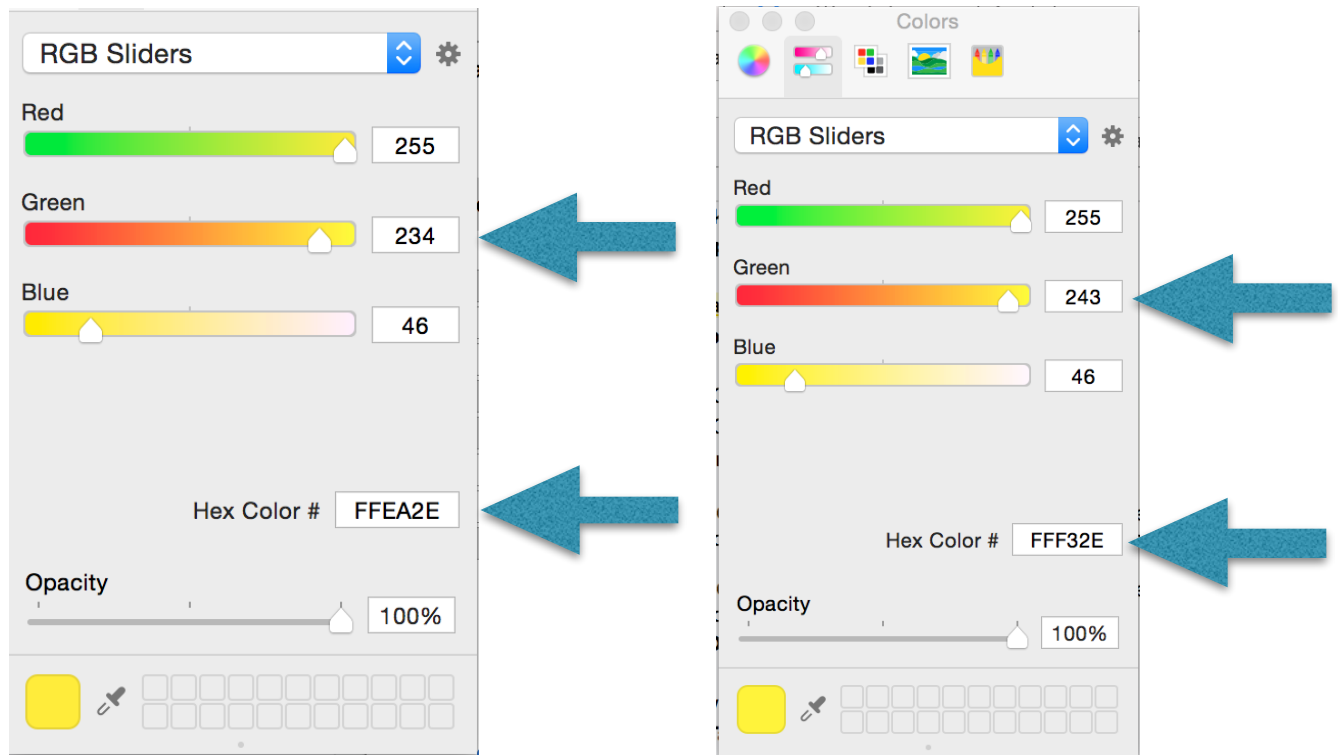 RGB Sliders
Red
255
Green
234
Blue
46
Hex Color # FFEA2E
Opacity
100%
Colors
RGB Sliders
Red
255
Green
243
Blue
46
Hex Color # FFF32E
Opacity
100%